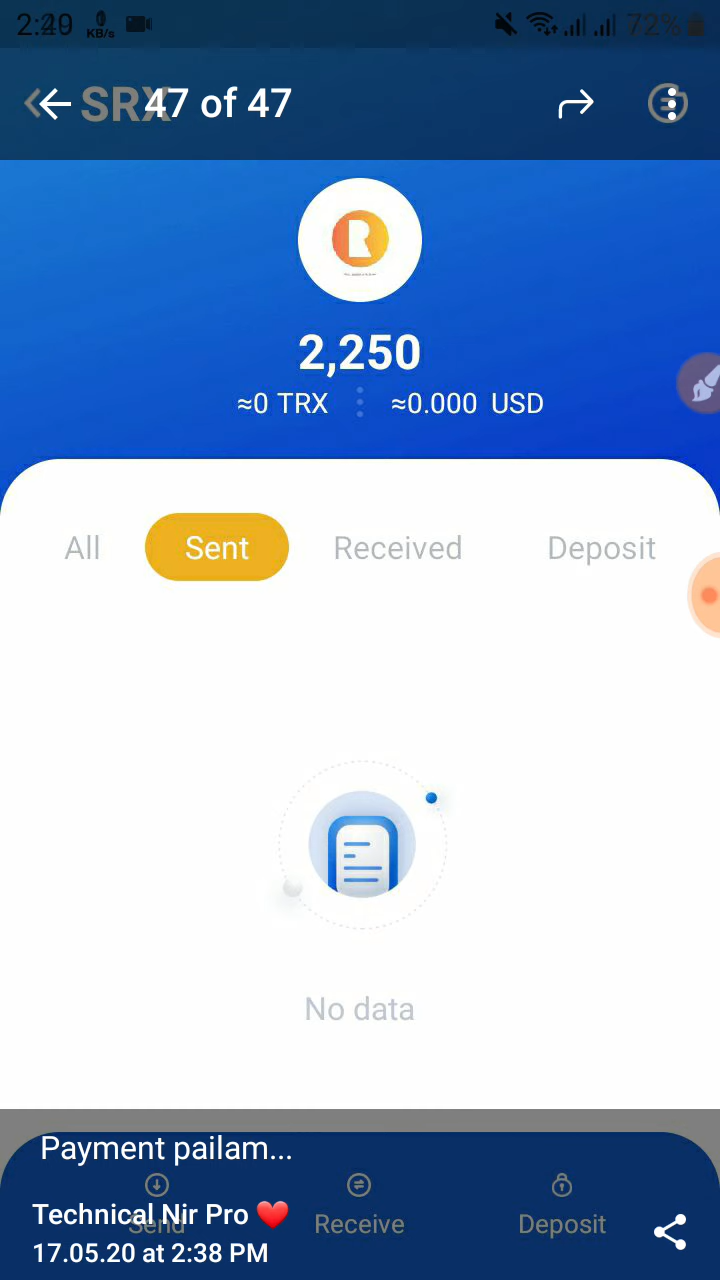 2:20
KB/s
72%
SRX
47 of 47
R
2,250
≈0 TRX ≈0.000 USD
All Sent Received Deposit
No data
Payment pailam...
Technical Nir Pro ❤️
Send Receive Deposit
17.05.20 at 2:38 PM